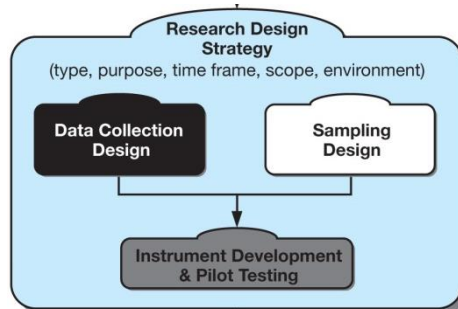 Research Design
Strategy
(type, purpose, time frame, scope, environment)
Data Collection
Design
Sampling
Design
Instrument Development
& Pilot Testing